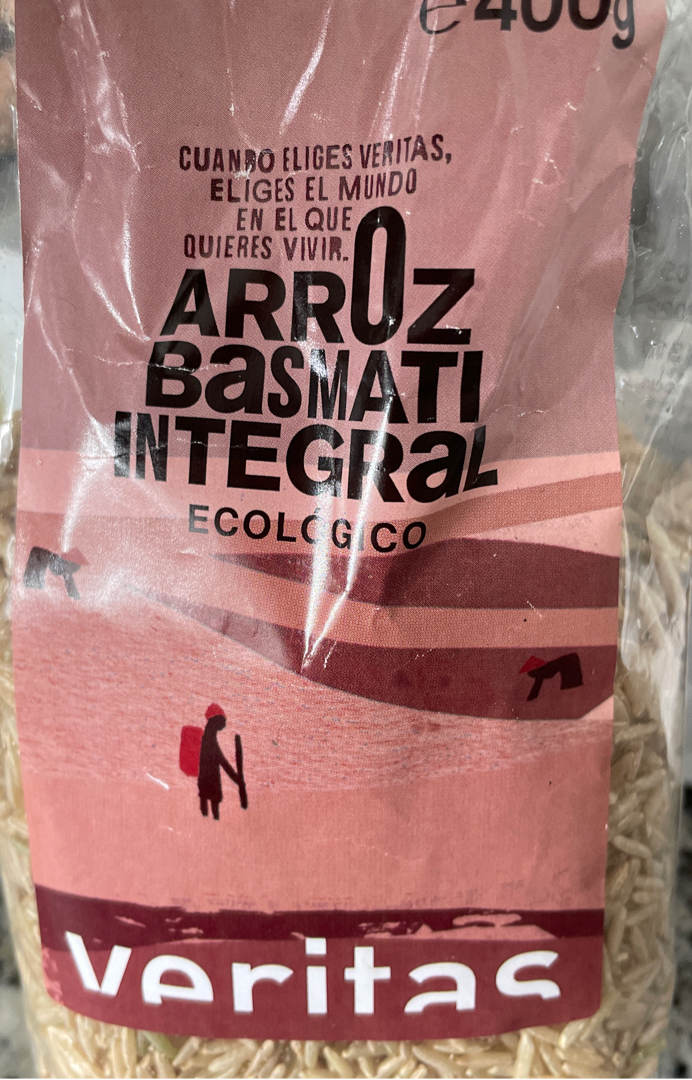 e400g
CUANDO ELIGES VERITAS,
ELIGES EL MUNDO
EN EL QUE
QUIERES VIVIR.
ARROZ
BASMATI
INTEGRAL
ECOLÓGICO
veritas